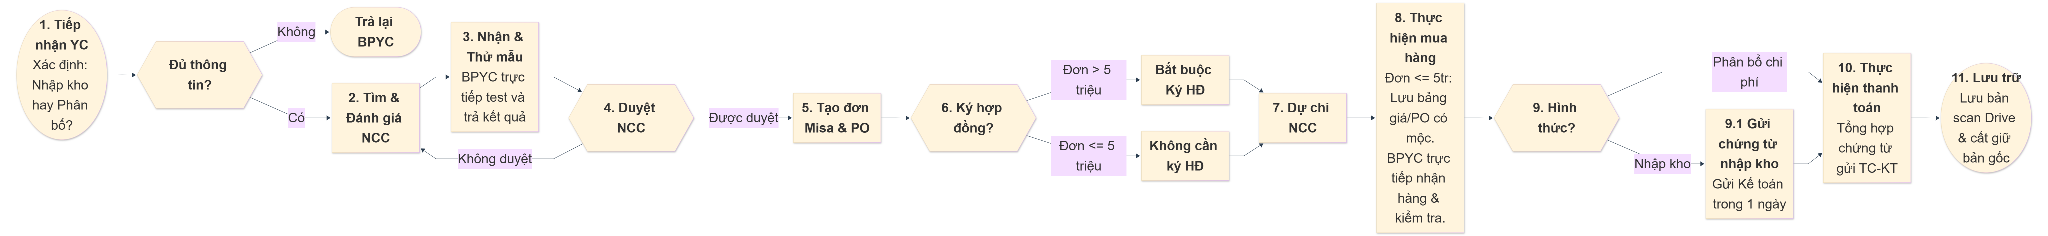 1. Tiếp
nhận YC
Xác định:
Nhập kho
hay Phân
bổ?
Đủ thông
tin?
Không
Trả lại
BPYC
Có
2. Tìm &
Đánh giá
NCC
3. Nhận &
Thử mẫu
BPYC trực
tiếp test và
trả kết quả
4. Duyệt
NCC
Không duyệt
Được duyệt
5. Tạo đơn
Misa & PO
6. Ký hợp
đồng?
Đơn > 5
triệu
Bắt buộc
Ký HĐ
Đơn <= 5
triệu
Không cần
ký HĐ
7. Dự chi
NCC
8. Thực
hiện mua
hàng
Đơn <= 5tr:
Lưu bảng
giá/PO có
mộc.
BPYC trực
tiếp nhận
hàng &
kiểm tra.
9. Hình
thức?
Phân bổ chi
phí
Nhập kho
9.1 Gửi
chứng từ
nhập kho
Gửi Kế toán
trong 1 ngày
10. Thực
hiện thanh
toán
Tổng hợp
chứng từ
gửi TC-KT
11. Lưu trữ
Lưu bản
scan Drive
& cất giữ
bản gốc